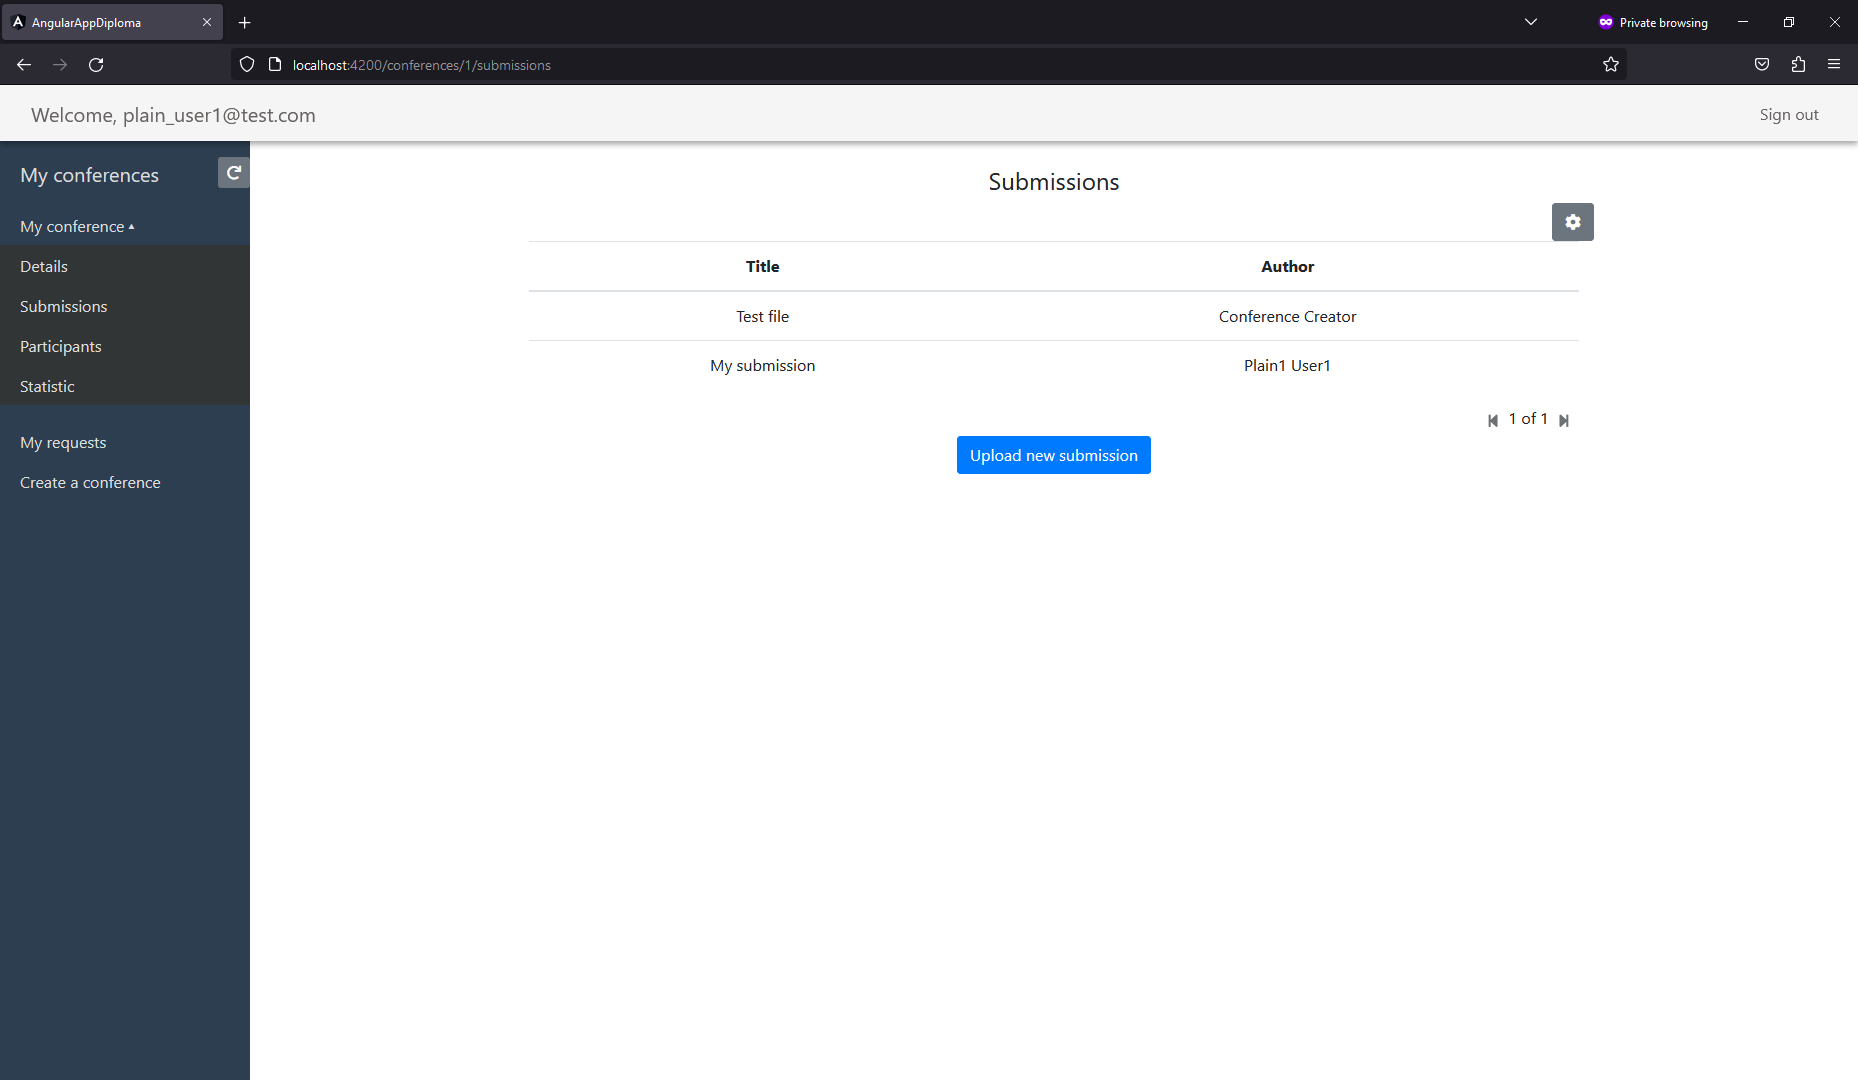 AngularAppDiploma
Private browsing
localhost:4200/conferences/1/submissions
Welcome, plain_user1@test.com
Sign out
My conferences
My conference
Details
Submissions
Participants
Statistic
My requests
Create a conference
Submissions
Title Author
Test file Conference Creator
My submission Plain1 User1
1 of 1
Upload new submission